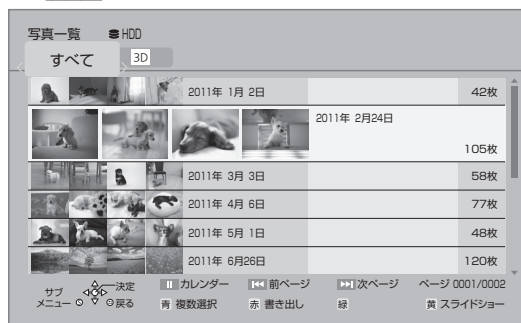 写真一覧 HDD
すべて 3D
2011年 1月 2日 42枚
2011年 2月24日
105枚
2011年 3月 3日 58枚
2011年 4月 6日 77枚
2011年 5月 1日 48枚
2011年 6月26日 120枚
サブメニュー S 決定 戻る カレンダー 前ページ 次ページ ページ 0001/0002
青 複数選択 赤 書き出し 緑 黄 スライドショー